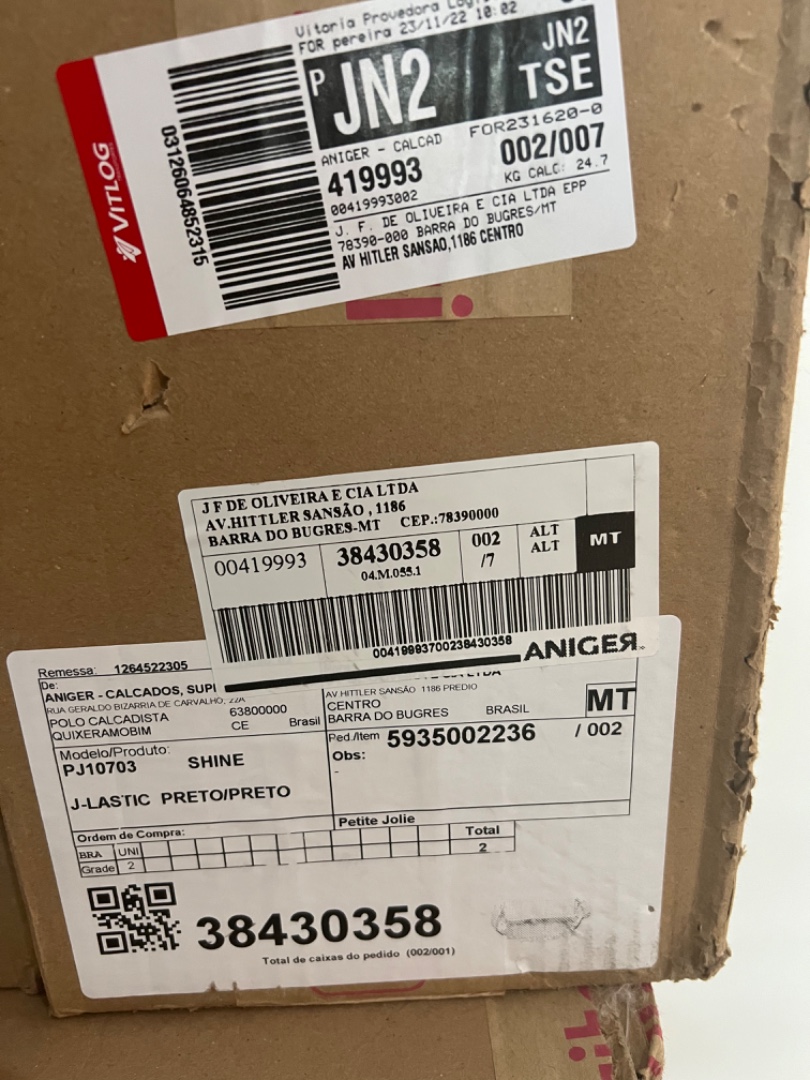 Vitoria Provedora
FOR pereira 23/11/22 10:02
P JN2
JN2
TSE
ANIGER - CALCAD
FOR231620-0
419993
002/007
00419993002
KG CALC: 24.7
J. F. DE OLIVEIRA E CIA LTDA EPP
78390-000 BARRA DO BUGRES/MT
AV HITLER SANSAO,1186 CENTRO
VITLOG
03126064852315
J F DE OLIVEIRA E CIA LTDA
AV.HITTLER SANSÃO , 1186
BARRA DO BUGRES-MT CEP.:78390000
00419993
38430358
04.M.055.1
002
/7
ALT
ALT
MT
00419993700238430358
ANIGER
Remessa: 1264522305
De:
ANIGER - CALCADOS, SUPI
RUA GERALDO BIZARRIA DE CARVALHO,
POLO CALCADISTA 63800000
QUIXERAMOBIM CE Brasil
AV HITTLER SANSÃO 1186 PREDIO
CENTRO
BARRA DO BUGRES BRASIL
MT
Modelo/Produto:
PJ10703 SHINE
J-LASTIC PRETO/PRETO
Ped./Item 5935002236 / 002
Obs:
-
Petite Jolie
Ordem de Compra:
BRA UNI Total
Grade 2 2
38430358
Total de caixas do pedido (002/001)